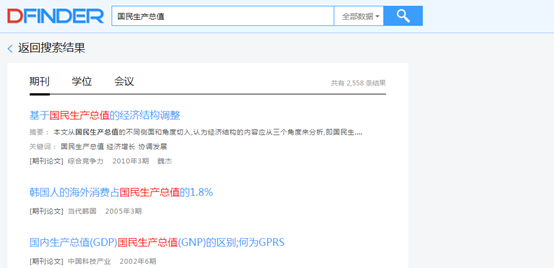 DFINDER 国民生产总值 全部数据
返回搜索结果
期刊 学位 会议 共有 2,558 条结果
基于国民生产总值的经济结构调整
摘要： 本文从国民生产总值的不同侧面和角度切入,认为经济结构的内容应从三个角度来分析,即国民生....
关键词： 国民生产总值 经济增长 协调发展
[期刊论文] 综合竞争力 2010年3期 魏杰
韩国人的海外消费占国民生产总值的1.8%
[期刊论文] 当代韩国 2005年3期
国内生产总值(GDP)国民生产总值(GNP)的区别;何为GPRS
[期刊论文] 中国科技产业 2002年6期